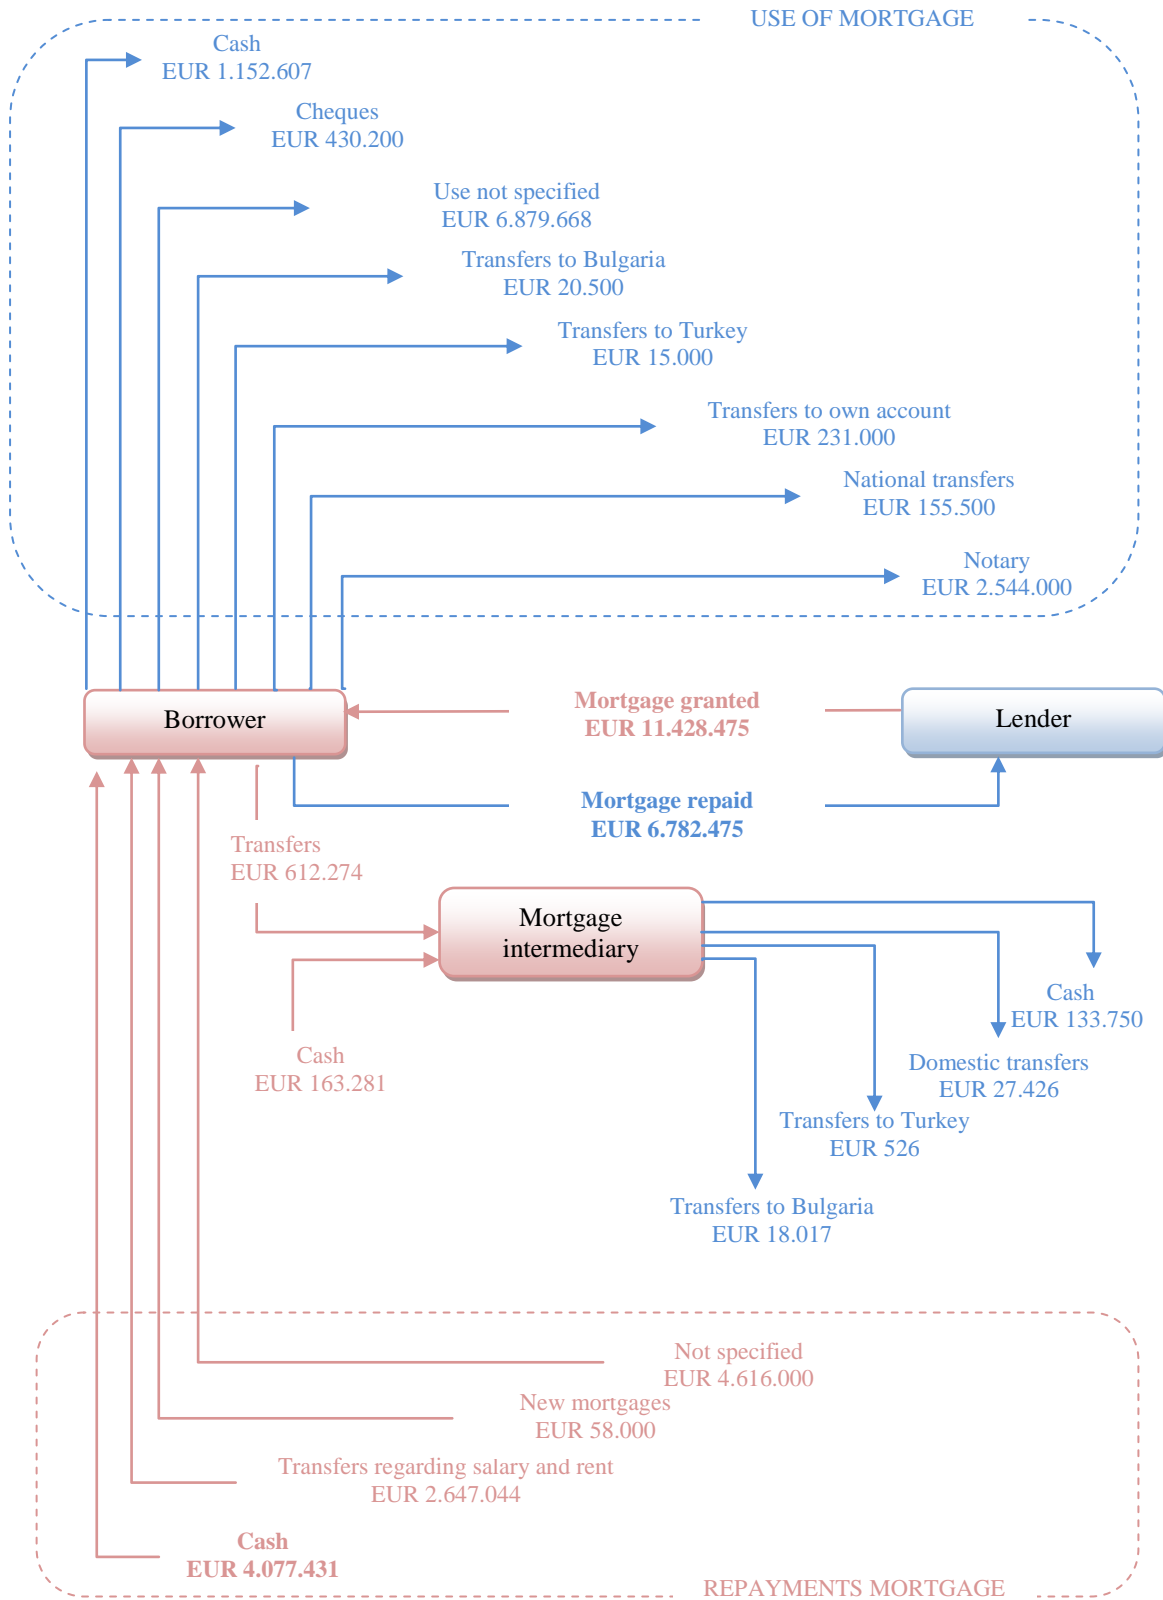 USE OF MORTGAGE
Cash
EUR 1.152.607
Cheques
EUR 430.200
Use not specified
EUR 6.879.668
Transfers to Bulgaria
EUR 20.500
Transfers to Turkey
EUR 15.000
Transfers to own account
EUR 231.000
National transfers
EUR 155.500
Notary
EUR 2.544.000
Borrower
Mortgage granted
EUR 11.428.475
Lender
Mortgage repaid
EUR 6.782.475
Transfers
EUR 612.274
Mortgage
intermediary
Cash
EUR 163.281
Cash
EUR 133.750
Domestic transfers
EUR 27.426
Transfers to Turkey
EUR 526
Transfers to Bulgaria
EUR 18.017
Not specified
EUR 4.616.000
New mortgages
EUR 58.000
Transfers regarding salary and rent
EUR 2.647.044
Cash
EUR 4.077.431
REPAYMENTS MORTGAGE